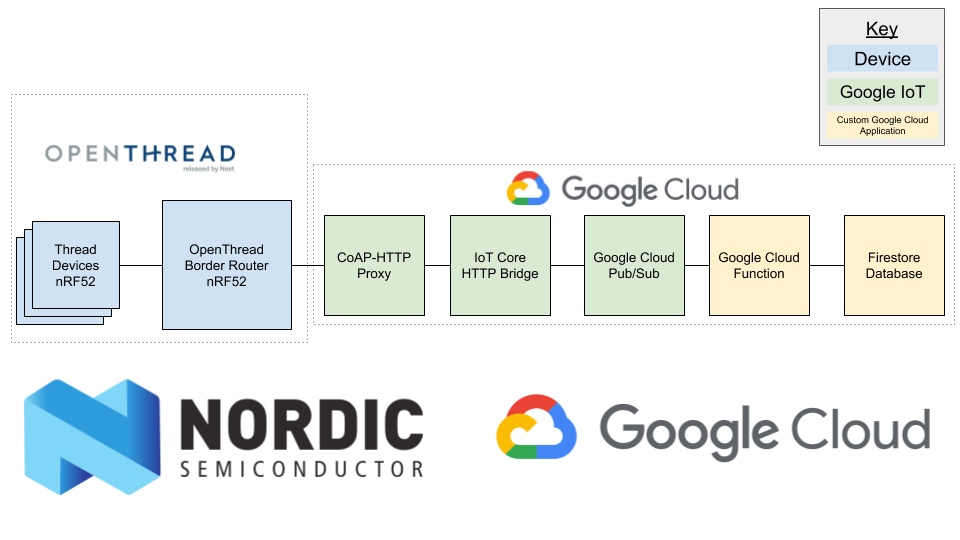 Key
Device
Google IoT
Custom Google Cloud
Application
OPENTHREAD
released by Nest
Google Cloud
Thread
Devices
nRF52
OpenThread
Border Router
nRF52
CoAP-HTTP
Proxy
IoT Core
HTTP Bridge
Google Cloud
Pub/Sub
Google Cloud
Function
Firestore
Database
NORDIC
SEMICONDUCTOR
Google Cloud